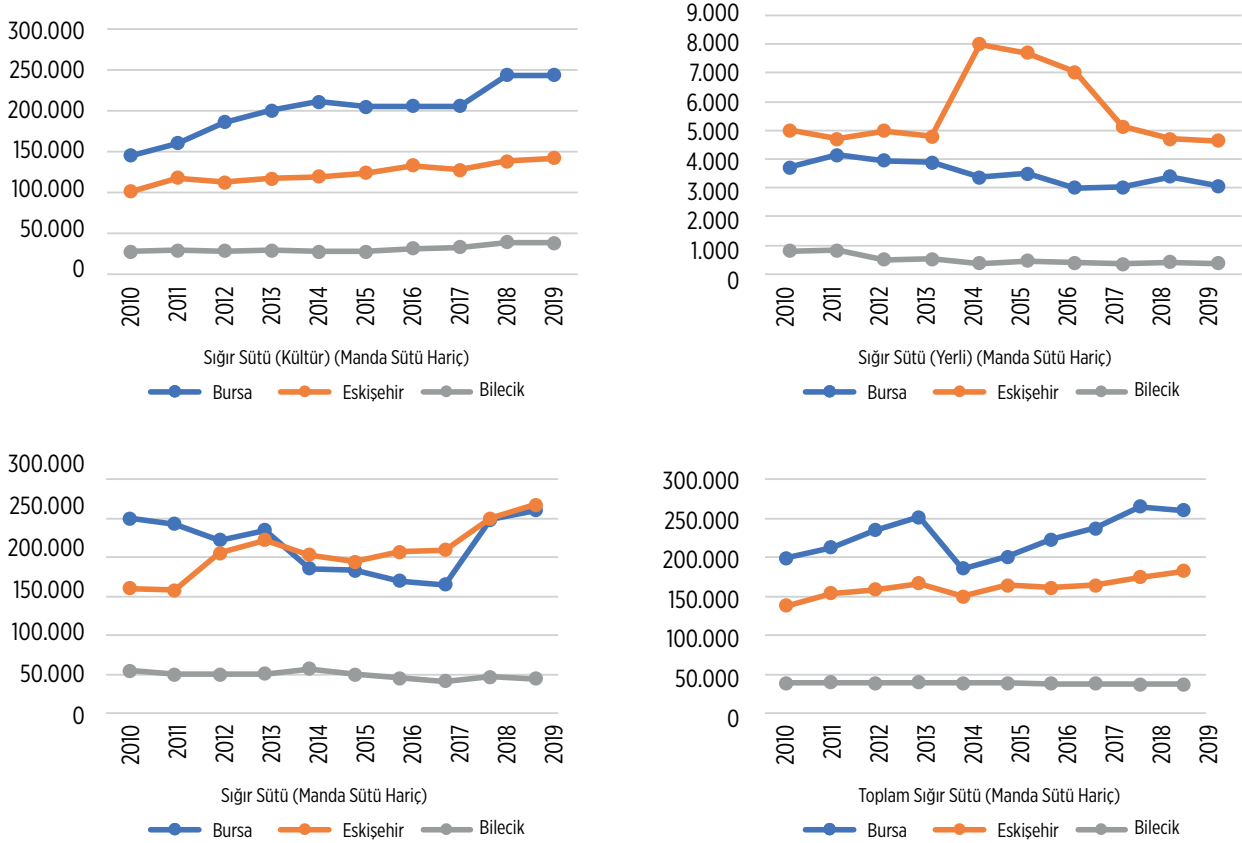 300.000
250.000
200.000
150.000
100.000
50.000
0
2010 2011 2012 2013 2014 2015 2016 2017 2018 2019
Sığır Sütü (Kültür) (Manda Sütü Hariç)
Bursa Eskişehir Bilecik
9.000
8.000
7.000
6.000
5.000
4.000
3.000
2.000
1.000
0
2010 2011 2012 2013 2014 2015 2016 2017 2018 2019
Sığır Sütü (Yerli) (Manda Sütü Hariç)
Bursa Eskişehir Bilecik
300.000
250.000
200.000
150.000
100.000
50.000
0
2010 2011 2012 2013 2014 2015 2016 2017 2018 2019
Sığır Sütü (Manda Sütü Hariç)
Bursa Eskişehir Bilecik
300.000
250.000
200.000
150.000
100.000
50.000
0
2010 2011 2012 2013 2014 2015 2016 2017 2018 2019
Toplam Sığır Sütü (Manda Sütü Hariç)
Bursa Eskişehir Bilecik